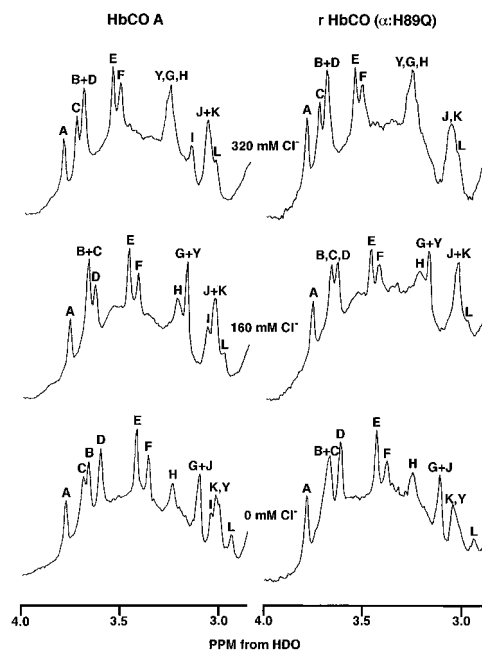 HbCO A r HbCO (α:H89Q)
A C B+D E F Y,G,H I J+K L
320 mM Cl⁻
A C B+D E F Y,G,H J,K L
A B+C D E F H G+Y I J+K L
160 mM Cl⁻
A B,C,D E F H G+Y J+K L
A C B D E F H G+J I K,Y L
0 mM Cl⁻
A B+C D E F H G+J K,Y L
4.0 3.5 3.0 4.0 3.5 3.0
PPM from HDO